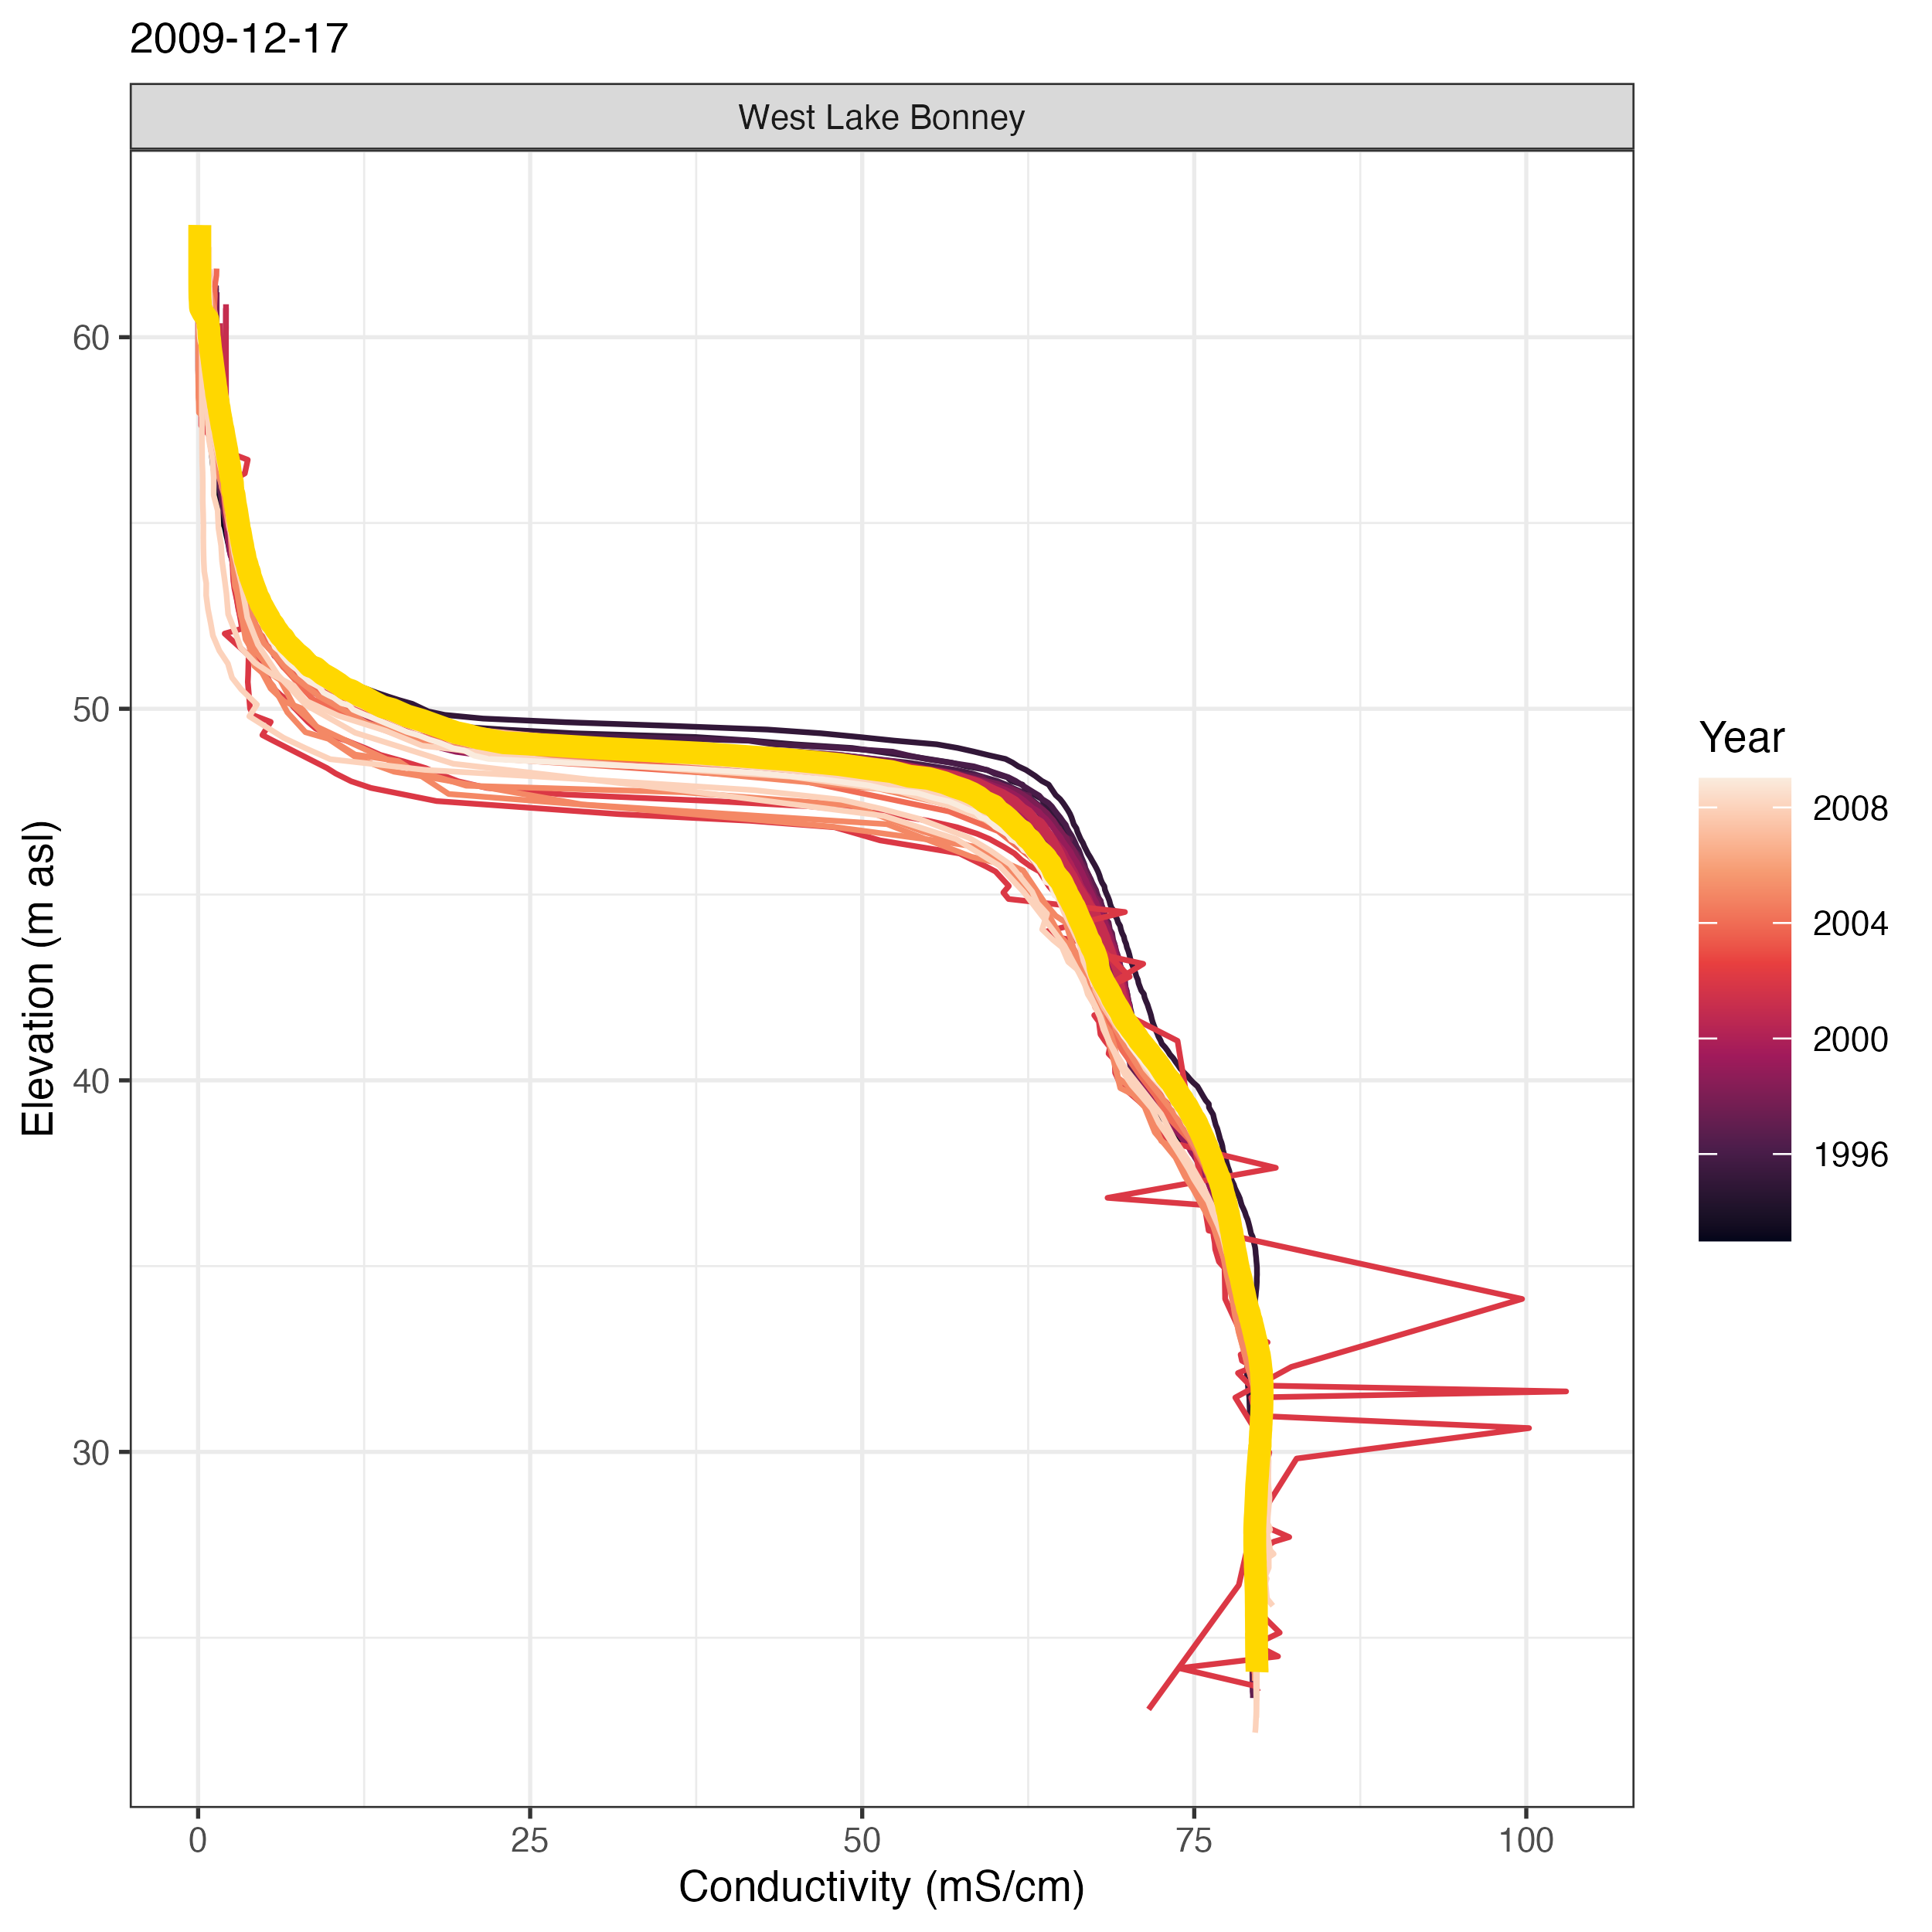 2009-12-17
West Lake Bonney
Elevation (m asl)
60
50
40
30
0 25 50 75 100
Conductivity (mS/cm)
Year
2008
2004
2000
1996